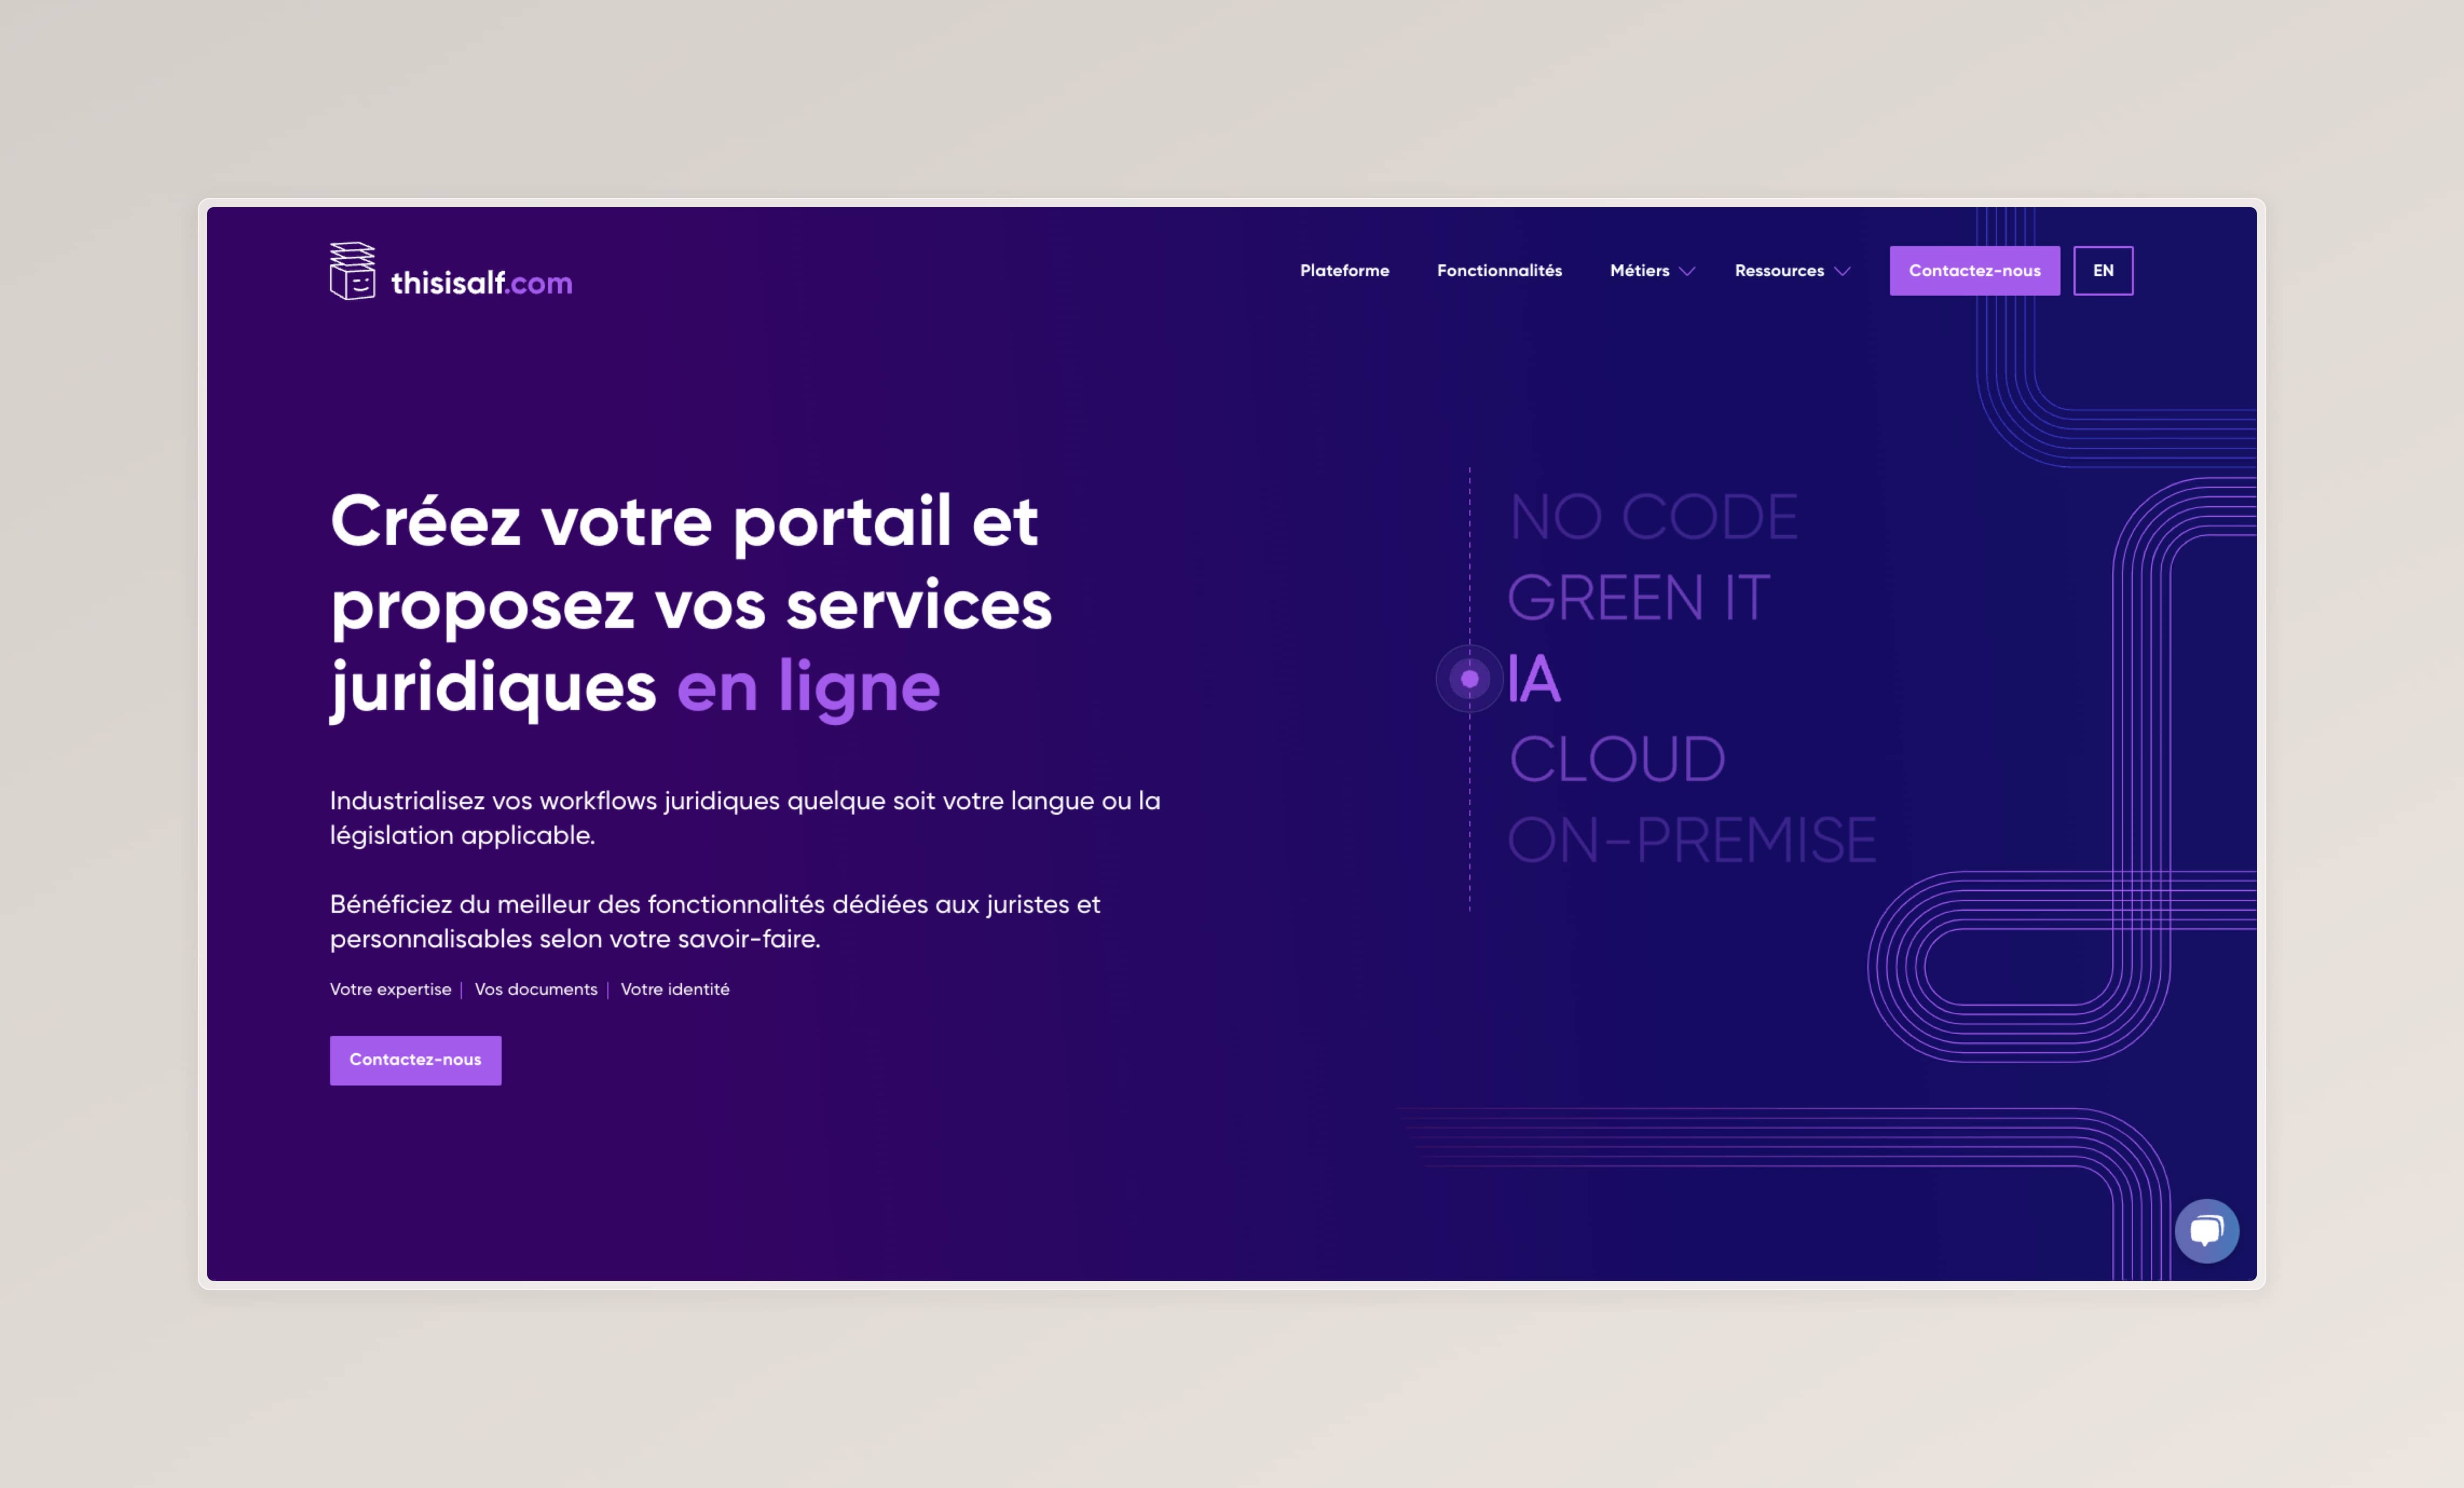 thisisalf.com
Plateforme
Fonctionnalités
Métiers
Ressources
Contactez-nous
EN
Créez votre portail et
proposez vos services
juridiques en ligne
Industrialisez vos workflows juridiques quelque soit votre langue ou la
législation applicable.
Bénéficiez du meilleur des fonctionnalités dédiées aux juristes et
personnalisables selon votre savoir-faire.
Votre expertise | Vos documents | Votre identité
Contactez-nous
NO CODE
GREEN IT
IA
CLOUD
ON-PREMISE